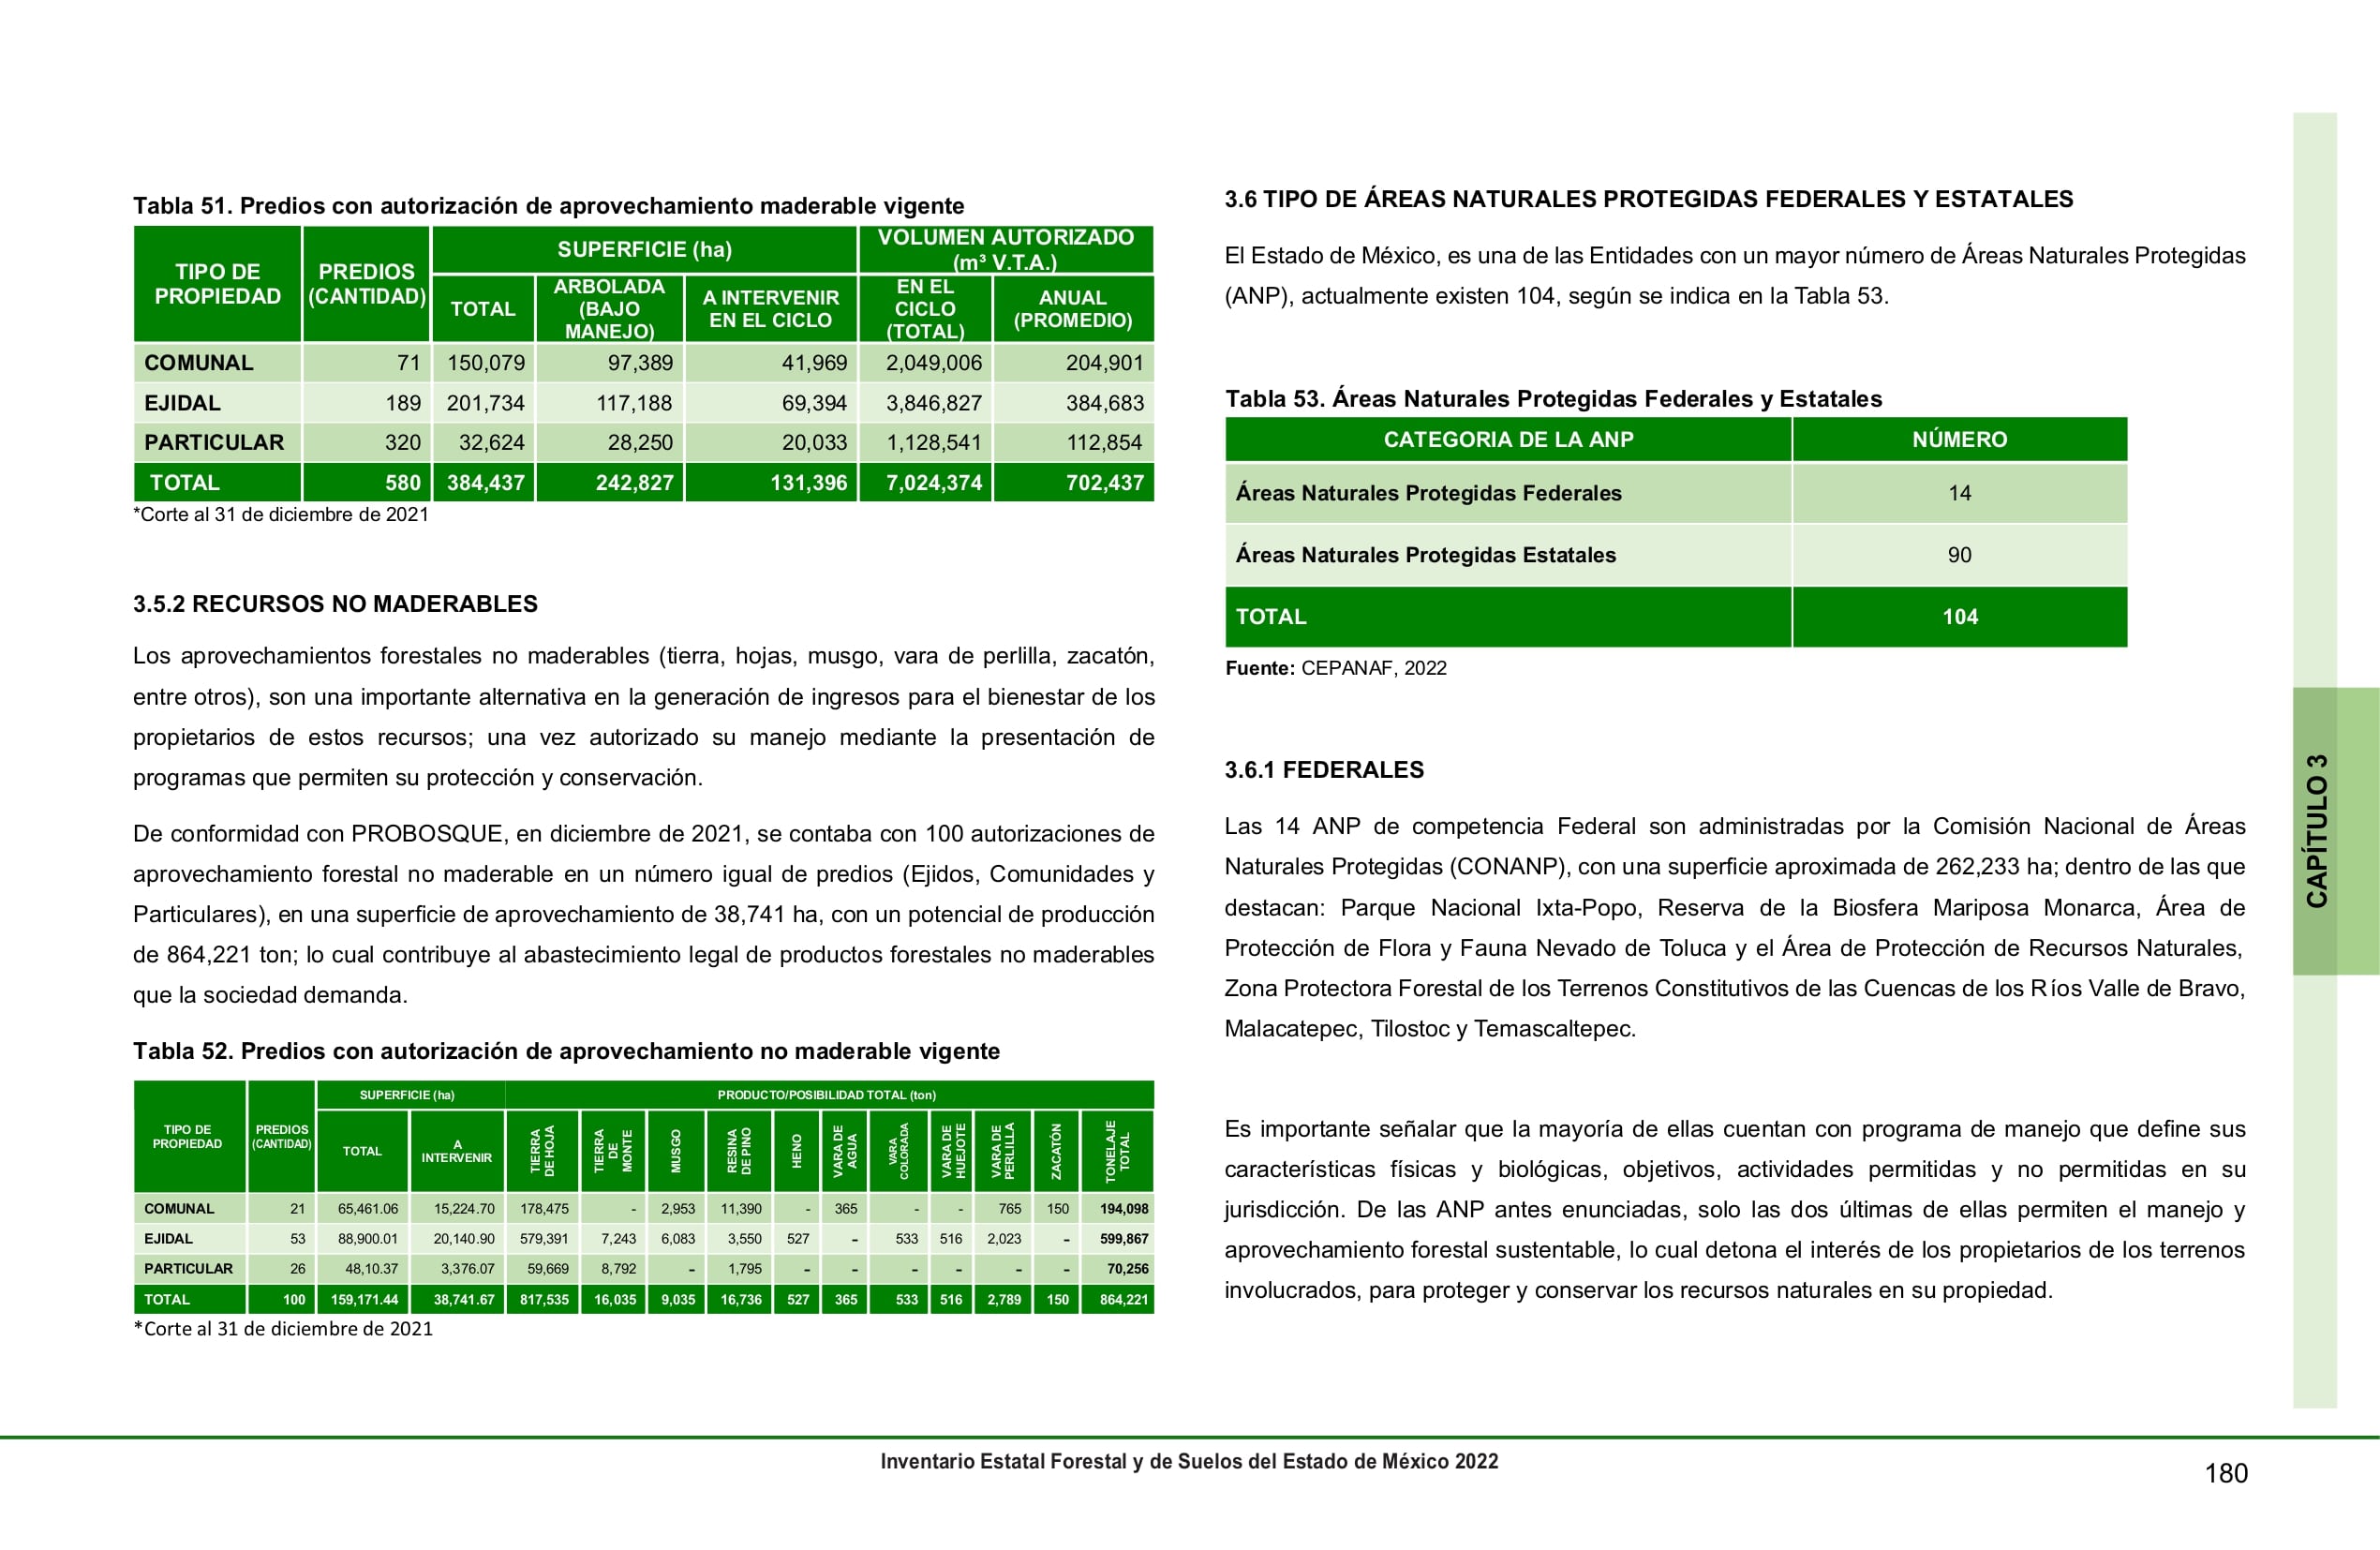 Tabla 51. Predios con autorización de aprovechamiento maderable vigente
TIPO DE PROPIEDAD PREDIOS (CANTIDAD) SUPERFICIE (ha) VOLUMEN AUTORIZADO (m³ V.T.A.)
TOTAL ARBOLADA (BAJO MANEJO) A INTERVENIR EN EL CICLO EN EL CICLO (TOTAL) ANUAL (PROMEDIO)
COMUNAL 71 150,079 97,389 41,969 2,049,006 204,901
EJIDAL 189 201,734 117,188 69,394 3,846,827 384,683
PARTICULAR 320 32,624 28,250 20,033 1,128,541 112,854
TOTAL 580 384,437 242,827 131,396 7,024,374 702,437
*Corte al 31 de diciembre de 2021
3.5.2 RECURSOS NO MADERABLES
Los aprovechamientos forestales no maderables (tierra, hojas, musgo, vara de perlilla, zacatón,
entre otros), son una importante alternativa en la generación de ingresos para el bienestar de los
propietarios de estos recursos; una vez autorizado su manejo mediante la presentación de
programas que permiten su protección y conservación.
De conformidad con PROBOSQUE, en diciembre de 2021, se contaba con 100 autorizaciones de
aprovechamiento forestal no maderable en un número igual de predios (Ejidos, Comunidades y
Particulares), en una superficie de aprovechamiento de 38,741 ha, con un potencial de producción
de 864,221 ton; lo cual contribuye al abastecimiento legal de productos forestales no maderables
que la sociedad demanda.
Tabla 52. Predios con autorización de aprovechamiento no maderable vigente
TIPO DE PROPIEDAD PREDIOS (CANTIDAD) SUPERFICIE (ha) PRODUCTO/POSIBILIDAD TOTAL (ton)
TOTAL A INTERVENIR TIERRA DE HOJA TIERRA DE MONTE MUSGO RESINA DE PINO HENO VARA DE AGUA VARA COLORADA VARA DE HUEJOTE VARA DE PERLILLA ZACATÓN TONELAJE TOTAL
COMUNAL 21 65,461.06 15,224.70 178,475 - 2,953 11,390 - 365 - - 765 150 194,098
EJIDAL 53 88,900.01 20,140.90 579,391 7,243 6,083 3,550 527 - 533 516 2,023 - 599,867
PARTICULAR 26 48,10.37 3,376.07 59,669 8,792 - 1,795 - - - - - - 70,256
TOTAL 100 159,171.44 38,741.67 817,535 16,035 9,035 16,736 527 365 533 516 2,789 150 864,221
*Corte al 31 de diciembre de 2021
3.6 TIPO DE ÁREAS NATURALES PROTEGIDAS FEDERALES Y ESTATALES
El Estado de México, es una de las Entidades con un mayor número de Áreas Naturales Protegidas
(ANP), actualmente existen 104, según se indica en la Tabla 53.
Tabla 53. Áreas Naturales Protegidas Federales y Estatales
CATEGORIA DE LA ANP NÚMERO
Áreas Naturales Protegidas Federales 14
Áreas Naturales Protegidas Estatales 90
TOTAL 104
Fuente: CEPANAF, 2022
3.6.1 FEDERALES
Las 14 ANP de competencia Federal son administradas por la Comisión Nacional de Áreas
Naturales Protegidas (CONANP), con una superficie aproximada de 262,233 ha; dentro de las que
destacan: Parque Nacional Ixta-Popo, Reserva de la Biosfera Mariposa Monarca, Área de
Protección de Flora y Fauna Nevado de Toluca y el Área de Protección de Recursos Naturales,
Zona Protectora Forestal de los Terrenos Constitutivos de las Cuencas de los Ríos Valle de Bravo,
Malacatepec, Tilostoc y Temascaltepec.
Es importante señalar que la mayoría de ellas cuentan con programa de manejo que define sus
características físicas y biológicas, objetivos, actividades permitidas y no permitidas en su
jurisdicción. De las ANP antes enunciadas, solo las dos últimas de ellas permiten el manejo y
aprovechamiento forestal sustentable, lo cual detona el interés de los propietarios de los terrenos
involucrados, para proteger y conservar los recursos naturales en su propiedad.
CAPÍTULO 3
Inventario Estatal Forestal y de Suelos del Estado de México 2022
180